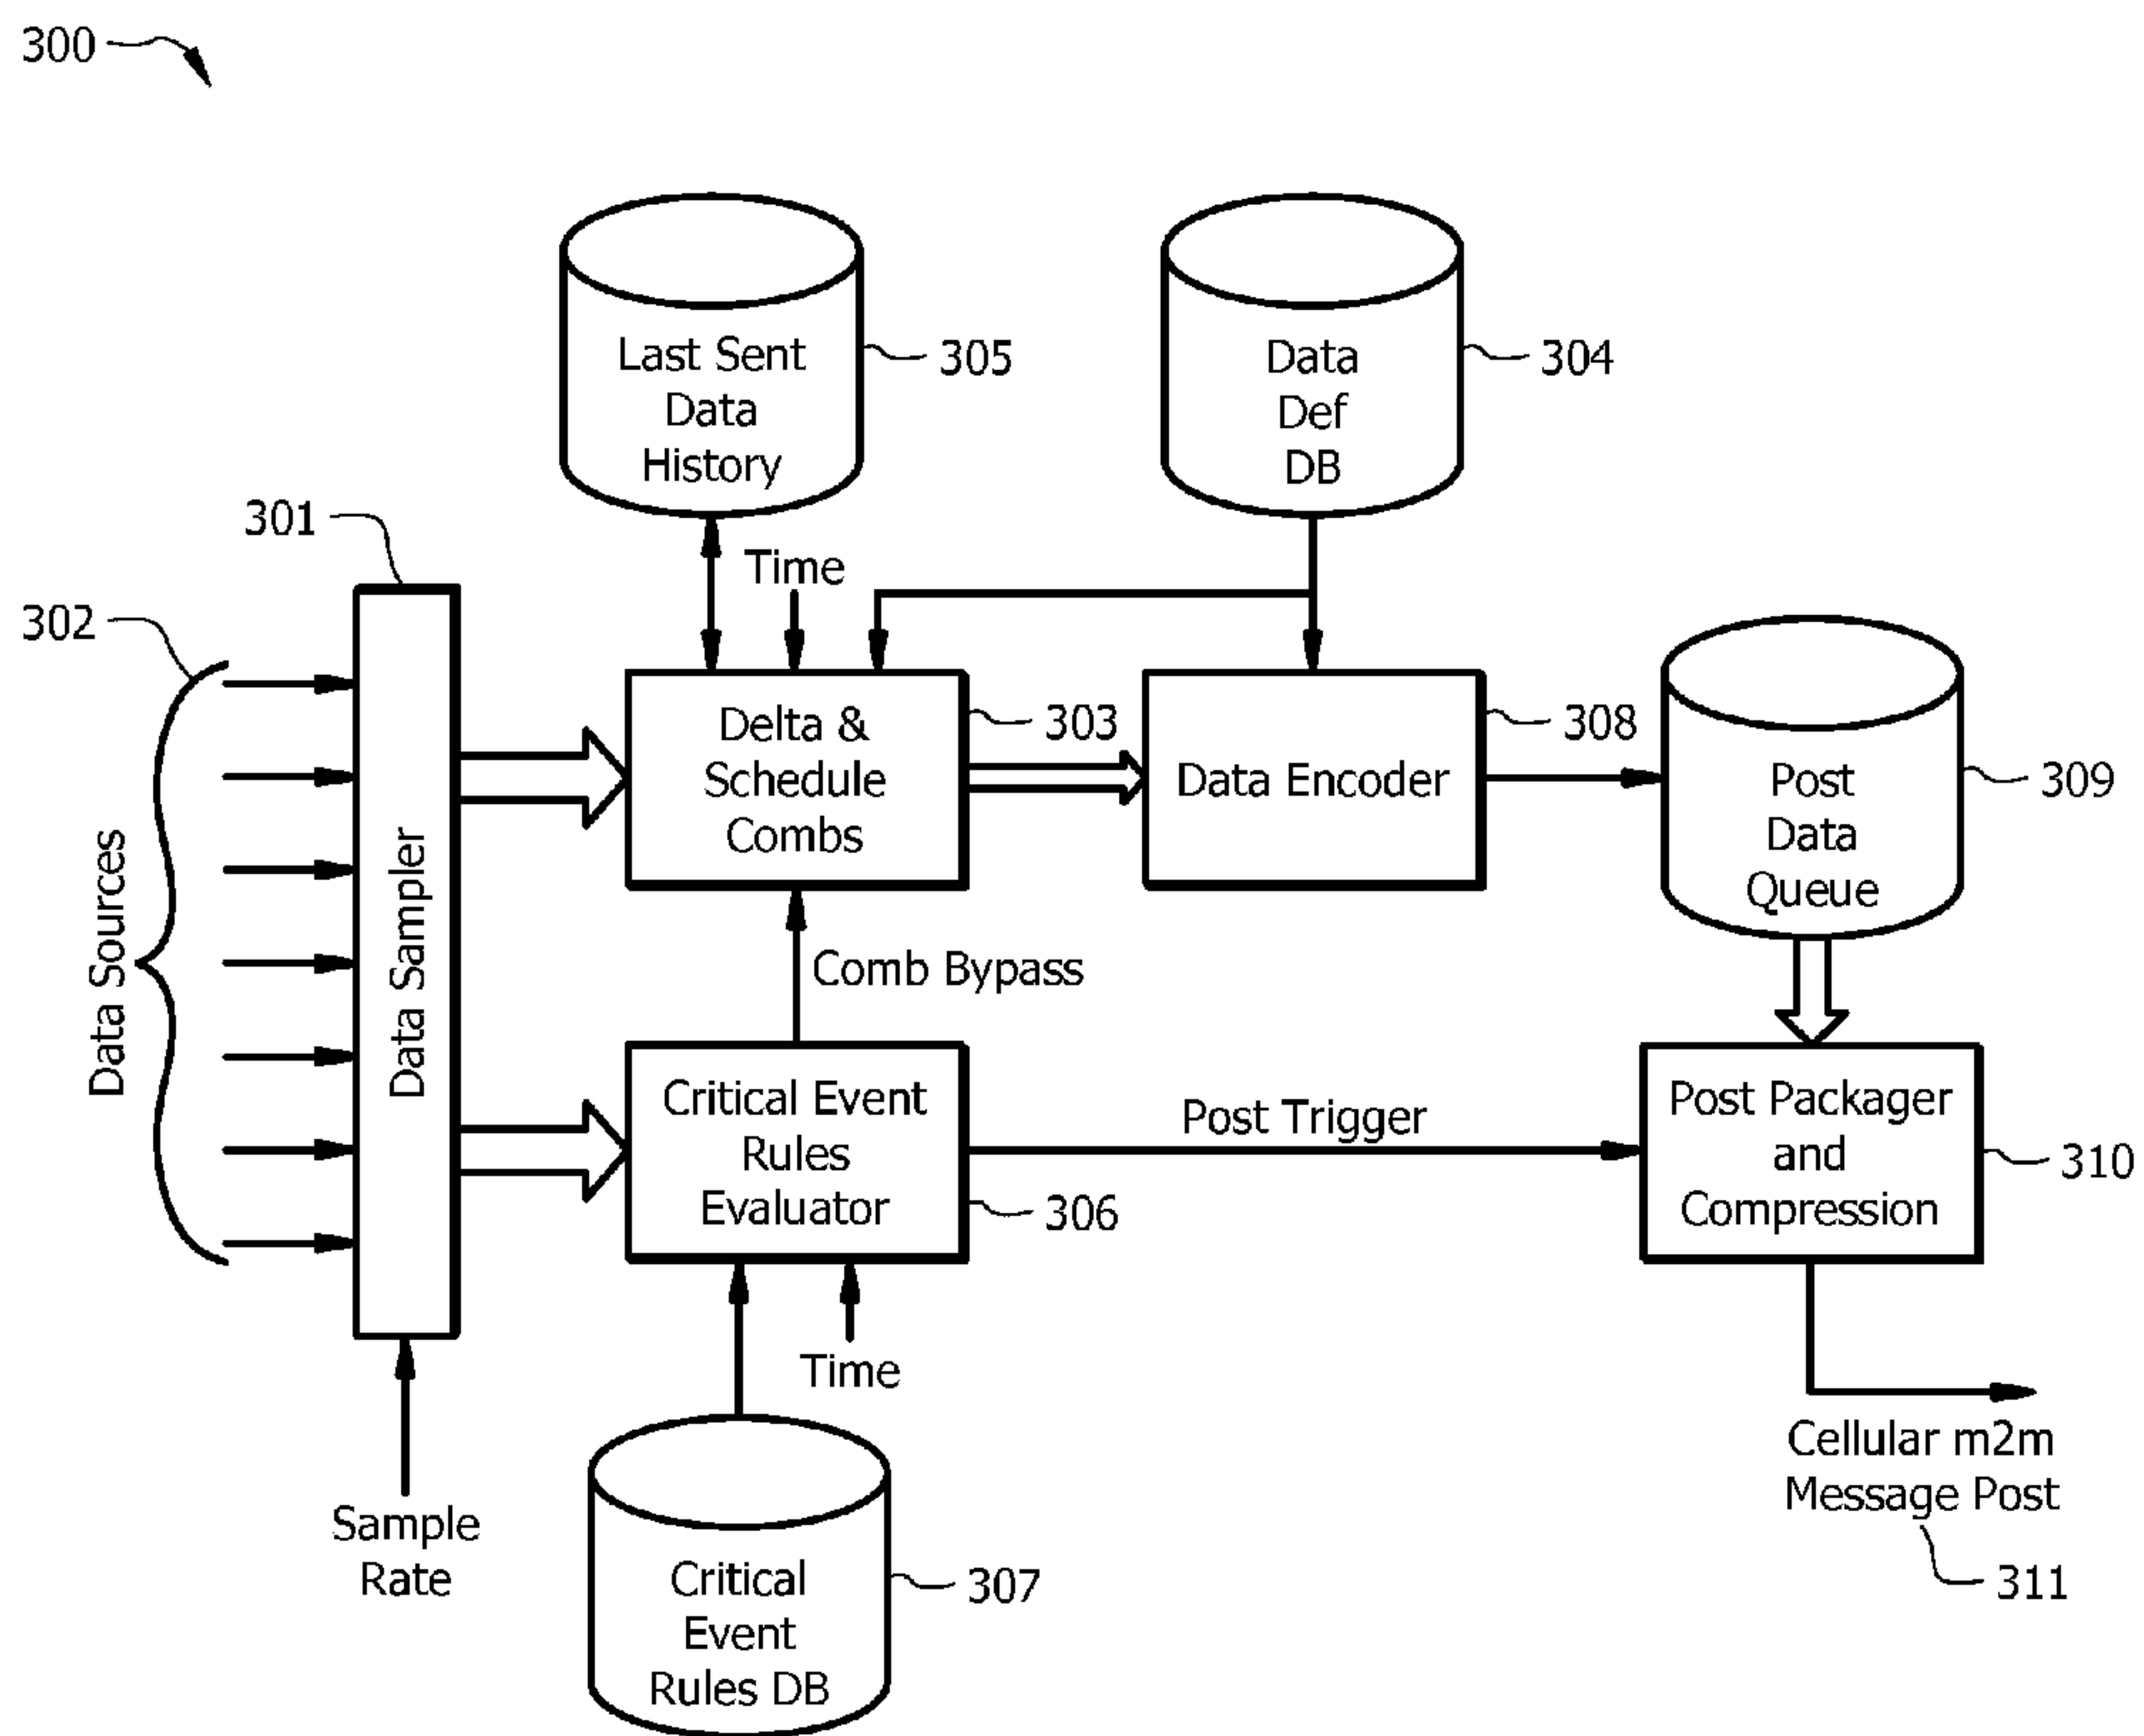 300
Last Sent
Data
History
305
Data
Def
DB
304
301
Time
302
Data Sources
Data Sampler
Delta &
Schedule
Combs
303
Data Encoder
308
Post
Data
Queue
309
Comb Bypass
Critical Event
Rules
Evaluator
306
Post Trigger
Post Packager
and
Compression
310
Time
Sample
Rate
Critical
Event
Rules DB
307
Cellular m2m
Message Post
311